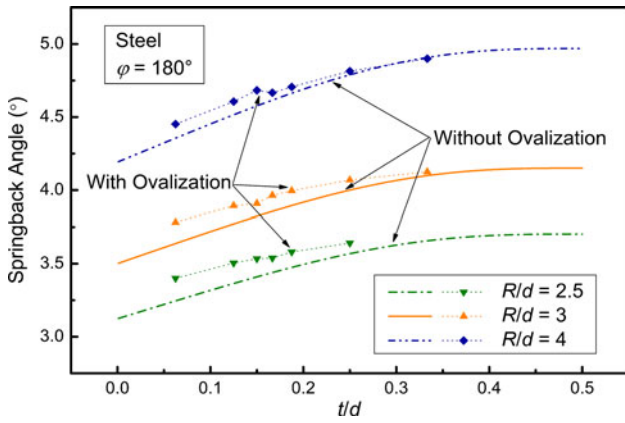 Steel
φ = 180°
With Ovalization
Without Ovalization
R/d = 2.5
R/d = 3
R/d = 4
Springback Angle (°)
5.0
4.5
4.0
3.5
3.0
0.0 0.1 0.2 0.3 0.4 0.5
t/d